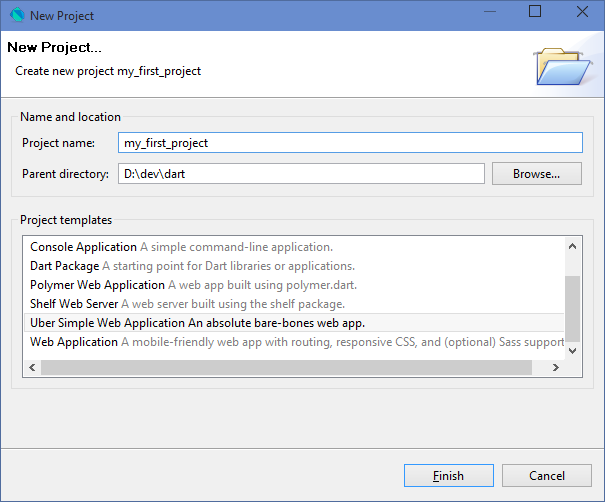 New Project
New Project...
Create new project my_first_project
Name and location
Project name: my_first_project
Parent directory: D:\dev\dart Browse...
Project templates
Console Application A simple command-line application.
Dart Package A starting point for Dart libraries or applications.
Polymer Web Application A web app built using polymer.dart.
Shelf Web Server A web server built using the shelf package.
Uber Simple Web Application An absolute bare-bones web app.
Web Application A mobile-friendly web app with routing, responsive CSS, and (optional) Sass support
Finish Cancel